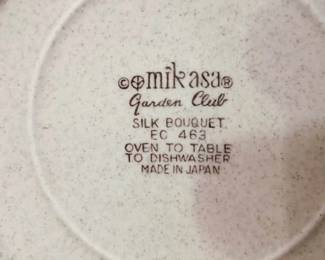 ©mikasa®
Garden Club
SILK BOUQUET
EC 463
OVEN TO TABLE
TO DISHWASHER
MADE IN JAPAN